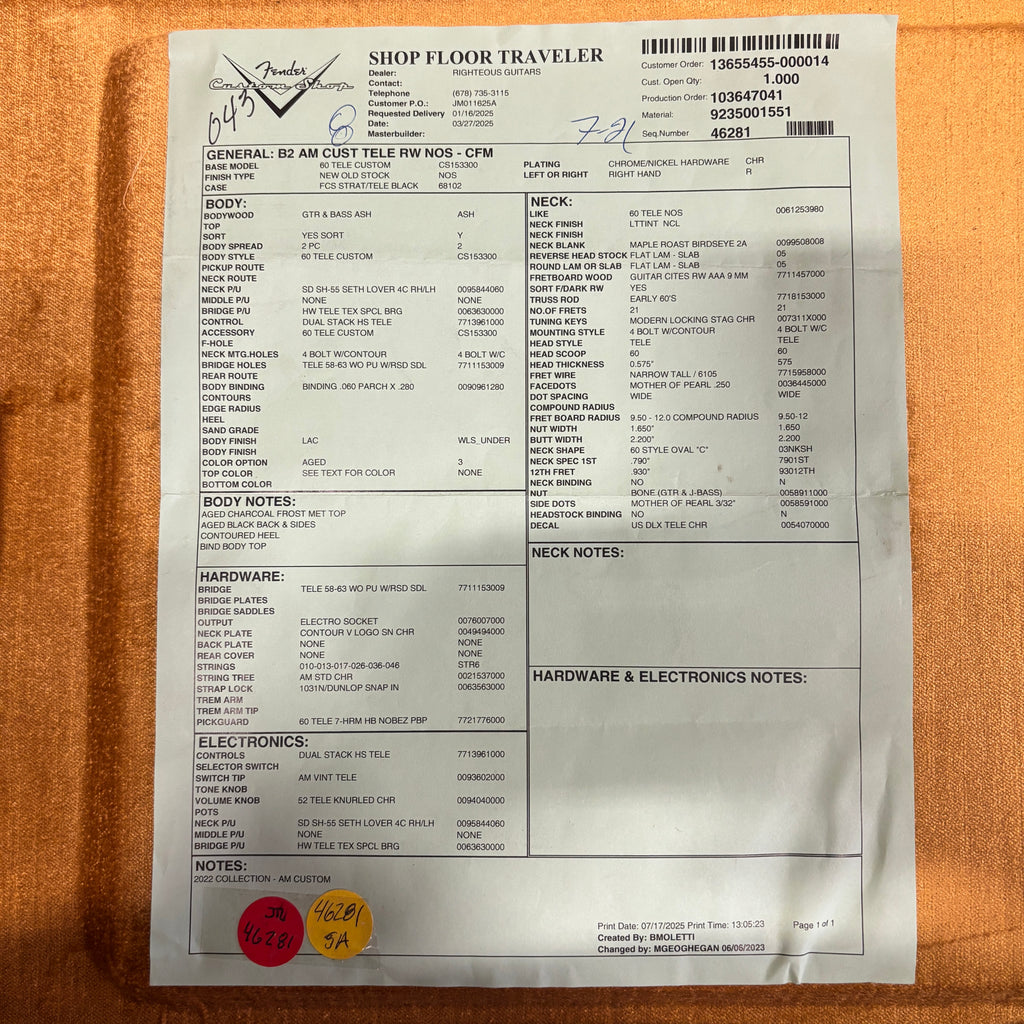 Fender
Custom Shop
643
8
7-21
SHOP FLOOR TRAVELER
Dealer: RIGHTEOUS GUITARS
Contact:
Telephone (678) 735-3115
Customer P.O.: JM011625A
Requested Delivery 01/16/2025
Date: 03/27/2025
Masterbuilder:
Customer Order: 13655455-000014
Cust. Open Qty: 1.000
Production Order: 103647041
Material: 9235001551
Seq.Number 46281
GENERAL: B2 AM CUST TELE RW NOS - CFM
BASE MODEL 60 TELE CUSTOM CS153300 PLATING CHROME/NICKEL HARDWARE CHR
FINISH TYPE NEW OLD STOCK NOS LEFT OR RIGHT RIGHT HAND R
CASE FCS STRAT/TELE BLACK 68102
BODY:
BODYWOOD GTR & BASS ASH ASH
TOP
SORT YES SORT Y
BODY SPREAD 2 PC 2
BODY STYLE 60 TELE CUSTOM CS153300
PICKUP ROUTE
NECK ROUTE
NECK P/U SD SH-55 SETH LOVER 4C RH/LH 0095844060
MIDDLE P/U NONE NONE
BRIDGE P/U HW TELE TEX SPCL BRG 0063630000
CONTROL DUAL STACK HS TELE 7713961000
ACCESSORY 60 TELE CUSTOM CS153300
F-HOLE
NECK MTG.HOLES 4 BOLT W/CONTOUR 4 BOLT W/C
BRIDGE HOLES TELE 58-63 WO PU W/RSD SDL 7711153009
REAR ROUTE
BODY BINDING BINDING .060 PARCH X .280 0090961280
CONTOURS
EDGE RADIUS
HEEL
SAND GRADE
BODY FINISH LAC WLS_UNDER
BODY FINISH
COLOR OPTION AGED 3
TOP COLOR SEE TEXT FOR COLOR NONE
BOTTOM COLOR
BODY NOTES:
AGED CHARCOAL FROST MET TOP
AGED BLACK BACK & SIDES
CONTOURED HEEL
BIND BODY TOP
HARDWARE:
BRIDGE TELE 58-63 WO PU W/RSD SDL 7711153009
BRIDGE PLATES
BRIDGE SADDLES
OUTPUT ELECTRO SOCKET 0076007000
NECK PLATE CONTOUR V LOGO SN CHR 0049494000
BACK PLATE NONE NONE
REAR COVER NONE NONE
STRINGS 010-013-017-026-036-046 STR6
STRING TREE AM STD CHR 0021537000
STRAP LOCK 1031N/DUNLOP SNAP IN 0063563000
TREM ARM
TREM ARM TIP
PICKGUARD 60 TELE 7-HRM HB NOBEZ PBP 7721776000
ELECTRONICS:
CONTROLS DUAL STACK HS TELE 7713961000
SELECTOR SWITCH
SWITCH TIP AM VINT TELE 0093602000
TONE KNOB
VOLUME KNOB 52 TELE KNURLED CHR 0094040000
POTS
NECK P/U SD SH-55 SETH LOVER 4C RH/LH 0095844060
MIDDLE P/U NONE NONE
BRIDGE P/U HW TELE TEX SPCL BRG 0063630000
NECK:
LIKE 60 TELE NOS 0061253980
NECK FINISH LTTINT NCL
NECK FINISH
NECK BLANK MAPLE ROAST BIRDSEYE 2A 0099508008
REVERSE HEAD STOCK FLAT LAM - SLAB 05
ROUND LAM OR SLAB FLAT LAM - SLAB 05
FRETBOARD WOOD GUITAR CITES RW AAA 9 MM 7711457000
SORT F/DARK RW YES
TRUSS ROD EARLY 60'S 7718153000
NO.OF FRETS 21 21
TUNING KEYS MODERN LOCKING STAG CHR 007311X000
MOUNTING STYLE 4 BOLT W/CONTOUR 4 BOLT W/C
HEAD STYLE TELE TELE
HEAD SCOOP 60 60
HEAD THICKNESS 0.575" 575
FRET WIRE NARROW TALL / 6105 7715958000
FACEDOTS MOTHER OF PEARL .250 0036445000
DOT SPACING WIDE WIDE
COMPOUND RADIUS
FRET BOARD RADIUS 9.50 - 12.0 COMPOUND RADIUS 9.50-12
NUT WIDTH 1.650" 1.650
BUTT WIDTH 2.200" 2.200
NECK SHAPE 60 STYLE OVAL "C" 03NKSH
NECK SPEC 1ST .790" 7901ST
12TH FRET .930" 93012TH
NECK BINDING NO N
NUT BONE (GTR & J-BASS) 0058911000
SIDE DOTS MOTHER OF PEARL 3/32" 0058591000
HEADSTOCK BINDING NO N
DECAL US DLX TELE CHR 0054070000
NECK NOTES:
HARDWARE & ELECTRONICS NOTES:
NOTES:
2022 COLLECTION - AM CUSTOM
46281
46281
Print Date: 07/17/2025 Print Time: 13:05:23 Page 1 of 1
Created By: BMOLETTI
Changed by: MGEOGHEGAN 06/06/2023